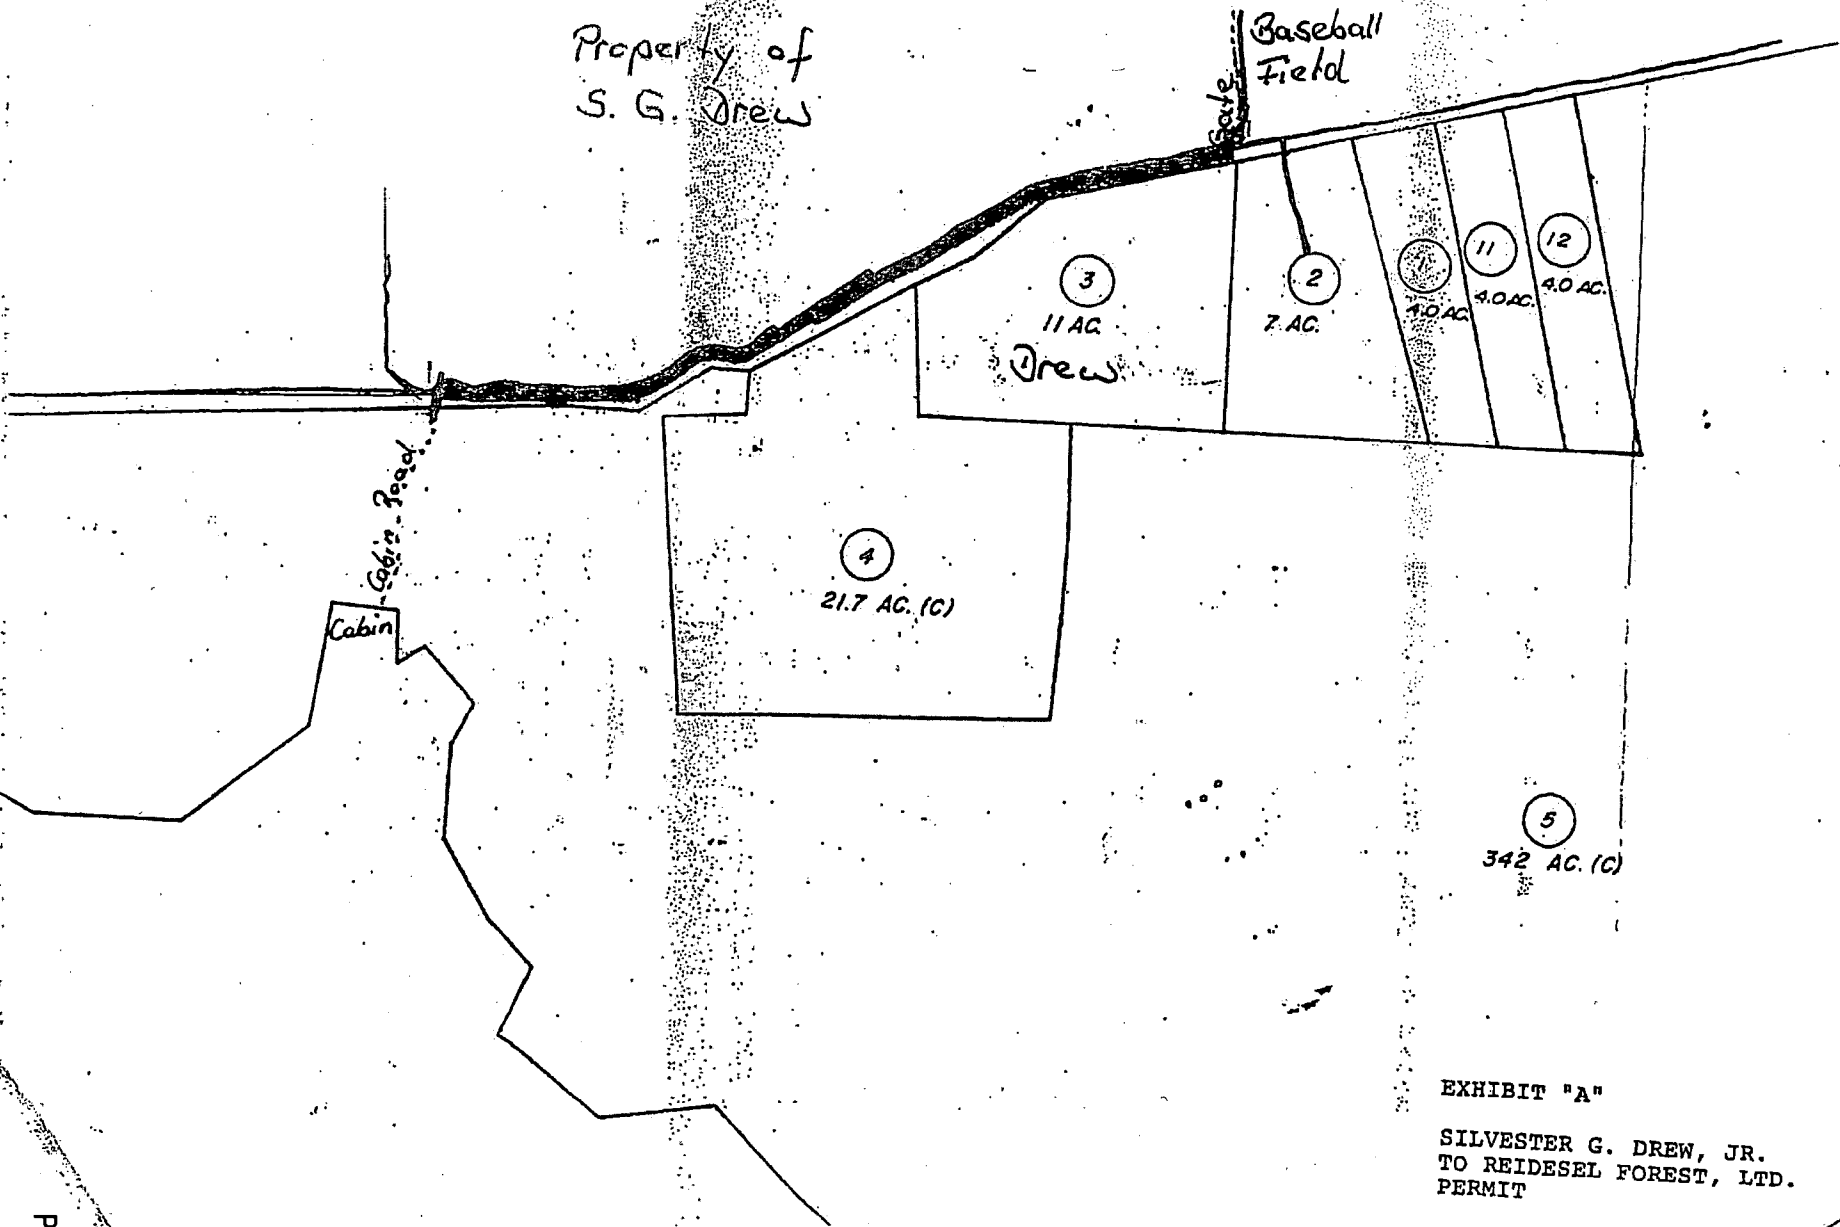 Property of
S. G. Drew
Baseball
Field
Gate
3
11 AC.
Drew
2
7 AC.
1
4.0 AC.
11
4.0 AC.
12
4.0 AC.
Cabin Road
Cabin
4
21.7 AC. (C)
5
342 AC. (C)
EXHIBIT "A"
SILVESTER G. DREW, JR.
TO REIDESEL FOREST, LTD.
PERMIT
P